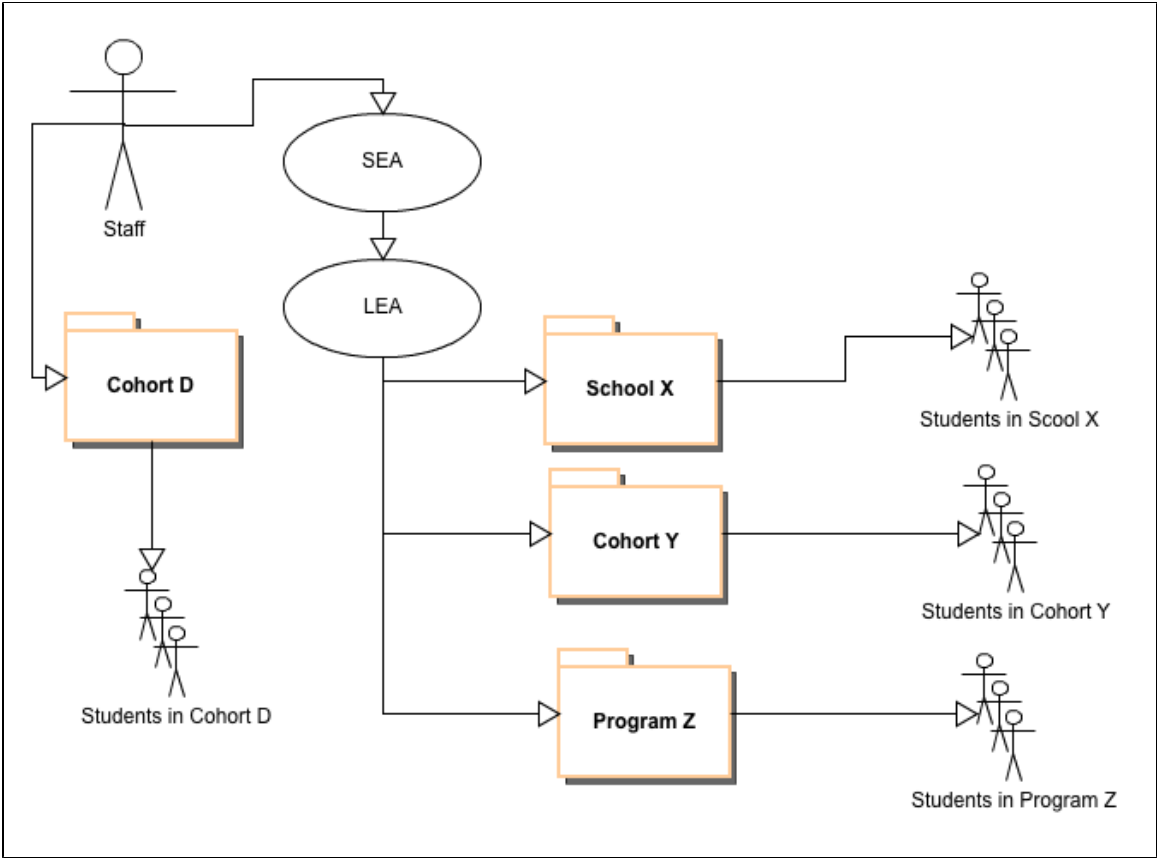 SEA
Staff
LEA
Cohort D
School X
Students in Scool X
Cohort Y
Students in Cohort Y
Students in Cohort D
Program Z
Students in Program Z